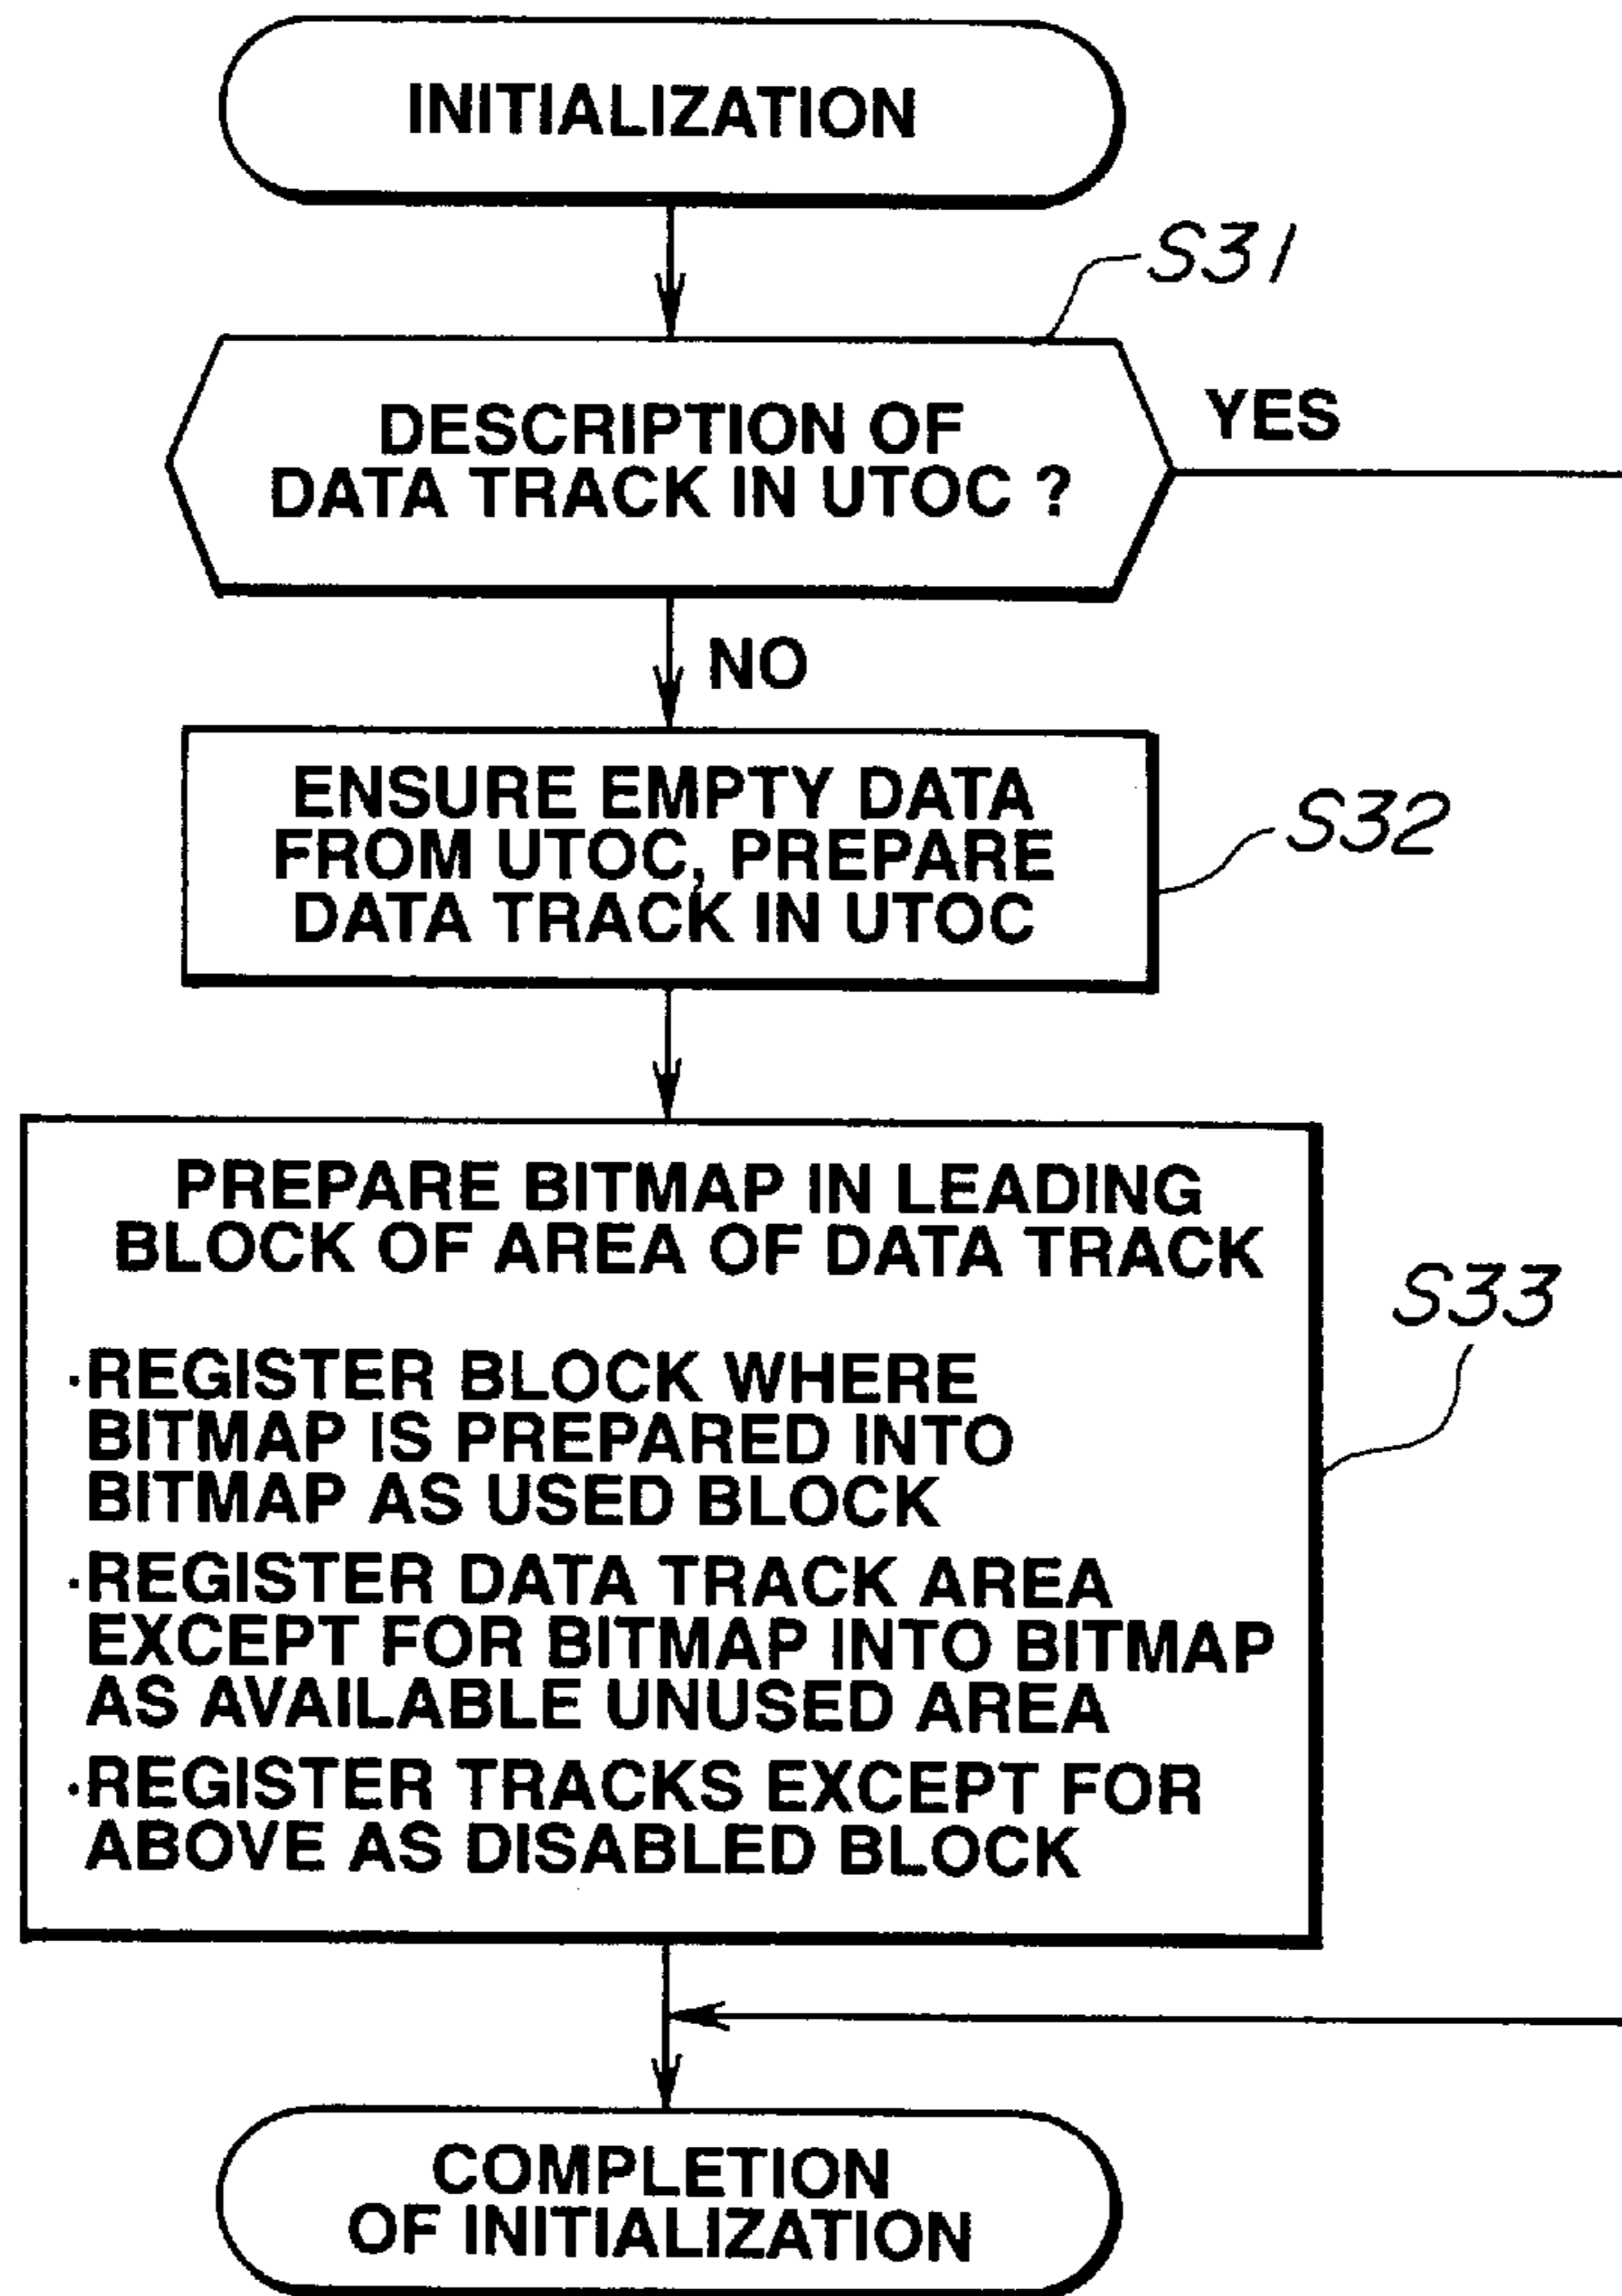 INITIALIZATION
S31
DESCRIPTION OF
DATA TRACK IN UTOC ?
YES
NO
ENSURE EMPTY DATA
FROM UTOC, PREPARE
DATA TRACK IN UTOC
S32
PREPARE BITMAP IN LEADING
BLOCK OF AREA OF DATA TRACK
S33
·REGISTER BLOCK WHERE
BITMAP IS PREPARED INTO
BITMAP AS USED BLOCK
·REGISTER DATA TRACK AREA
EXCEPT FOR BITMAP INTO BITMAP
AS AVAILABLE UNUSED AREA
·REGISTER TRACKS EXCEPT FOR
ABOVE AS DISABLED BLOCK
COMPLETION
OF INITIALIZATION